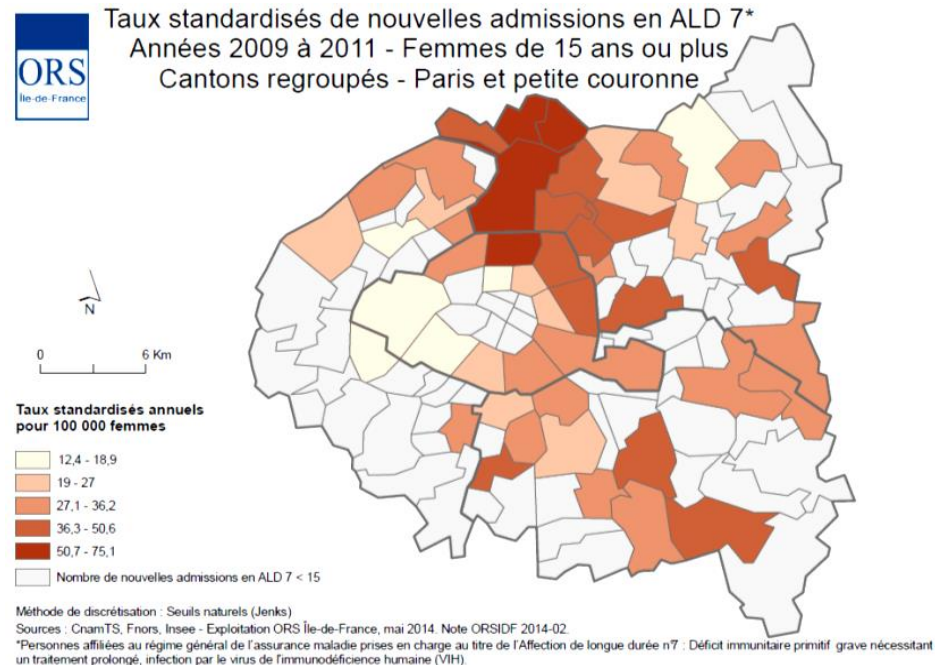 Taux standardisés de nouvelles admissions en ALD 7*
Années 2009 à 2011 - Femmes de 15 ans ou plus
Cantons regroupés - Paris et petite couronne
ORS
Île-de-France
N
0 6 Km
Taux standardisés annuels
pour 100 000 femmes
12,4 - 18,9
19 - 27
27,1 - 36,2
36,3 - 50,6
50,7 - 75,1
Nombre de nouvelles admissions en ALD 7 < 15
Méthode de discrétisation : Seuils naturels (Jenks)
Sources : CnamTS, Fnors, Insee - Exploitation ORS Île-de-France, mai 2014. Note ORSIDF 2014-02.
*Personnes affiliées au régime général de l'assurance maladie prises en charge au titre de l'Affection de longue durée n°7 : Déficit immunitaire primitif grave nécessitant
un traitement prolongé, infection par le virus de l'immunodéficience humaine (VIH).